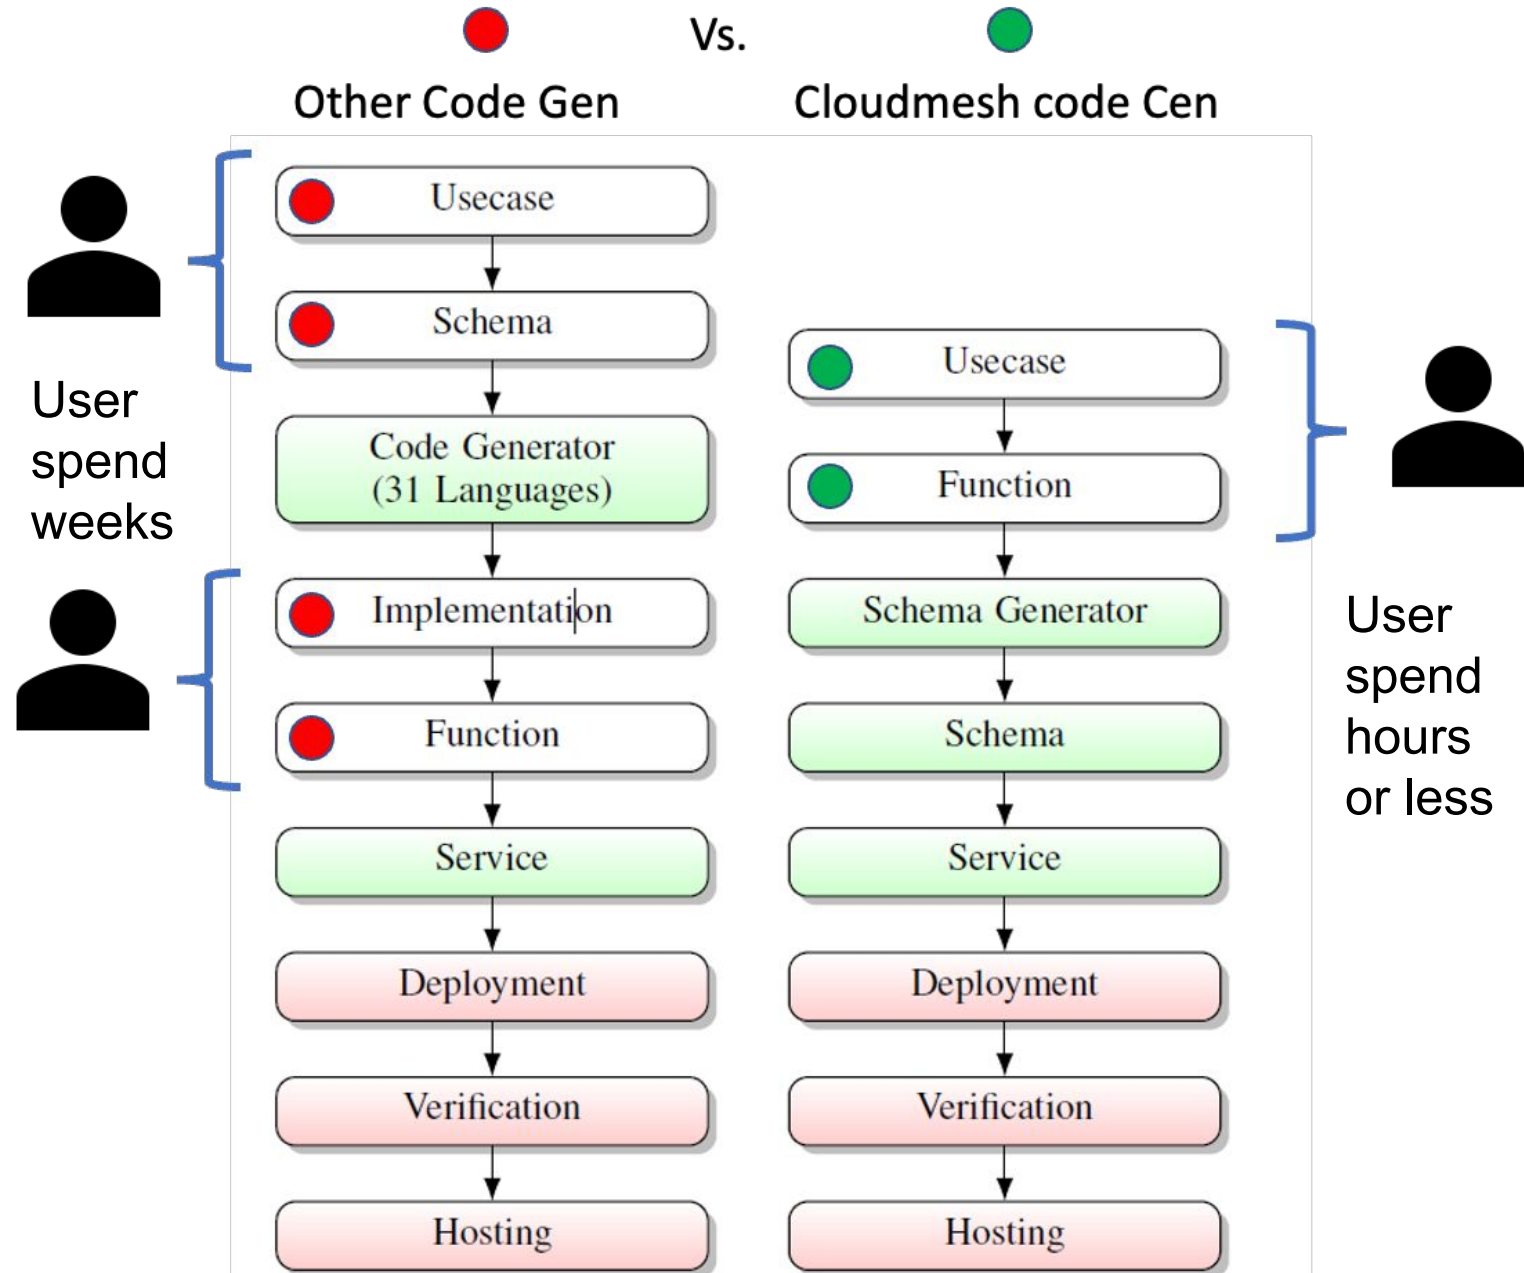 Vs.
Other Code Gen
Cloudmesh code Cen
Usecase
Schema
Code Generator
(31 Languages)
Implementation
Function
Service
Deployment
Verification
Hosting
User
spend
weeks
Usecase
Function
Schema Generator
Schema
Service
Deployment
Verification
Hosting
User
spend
hours
or less